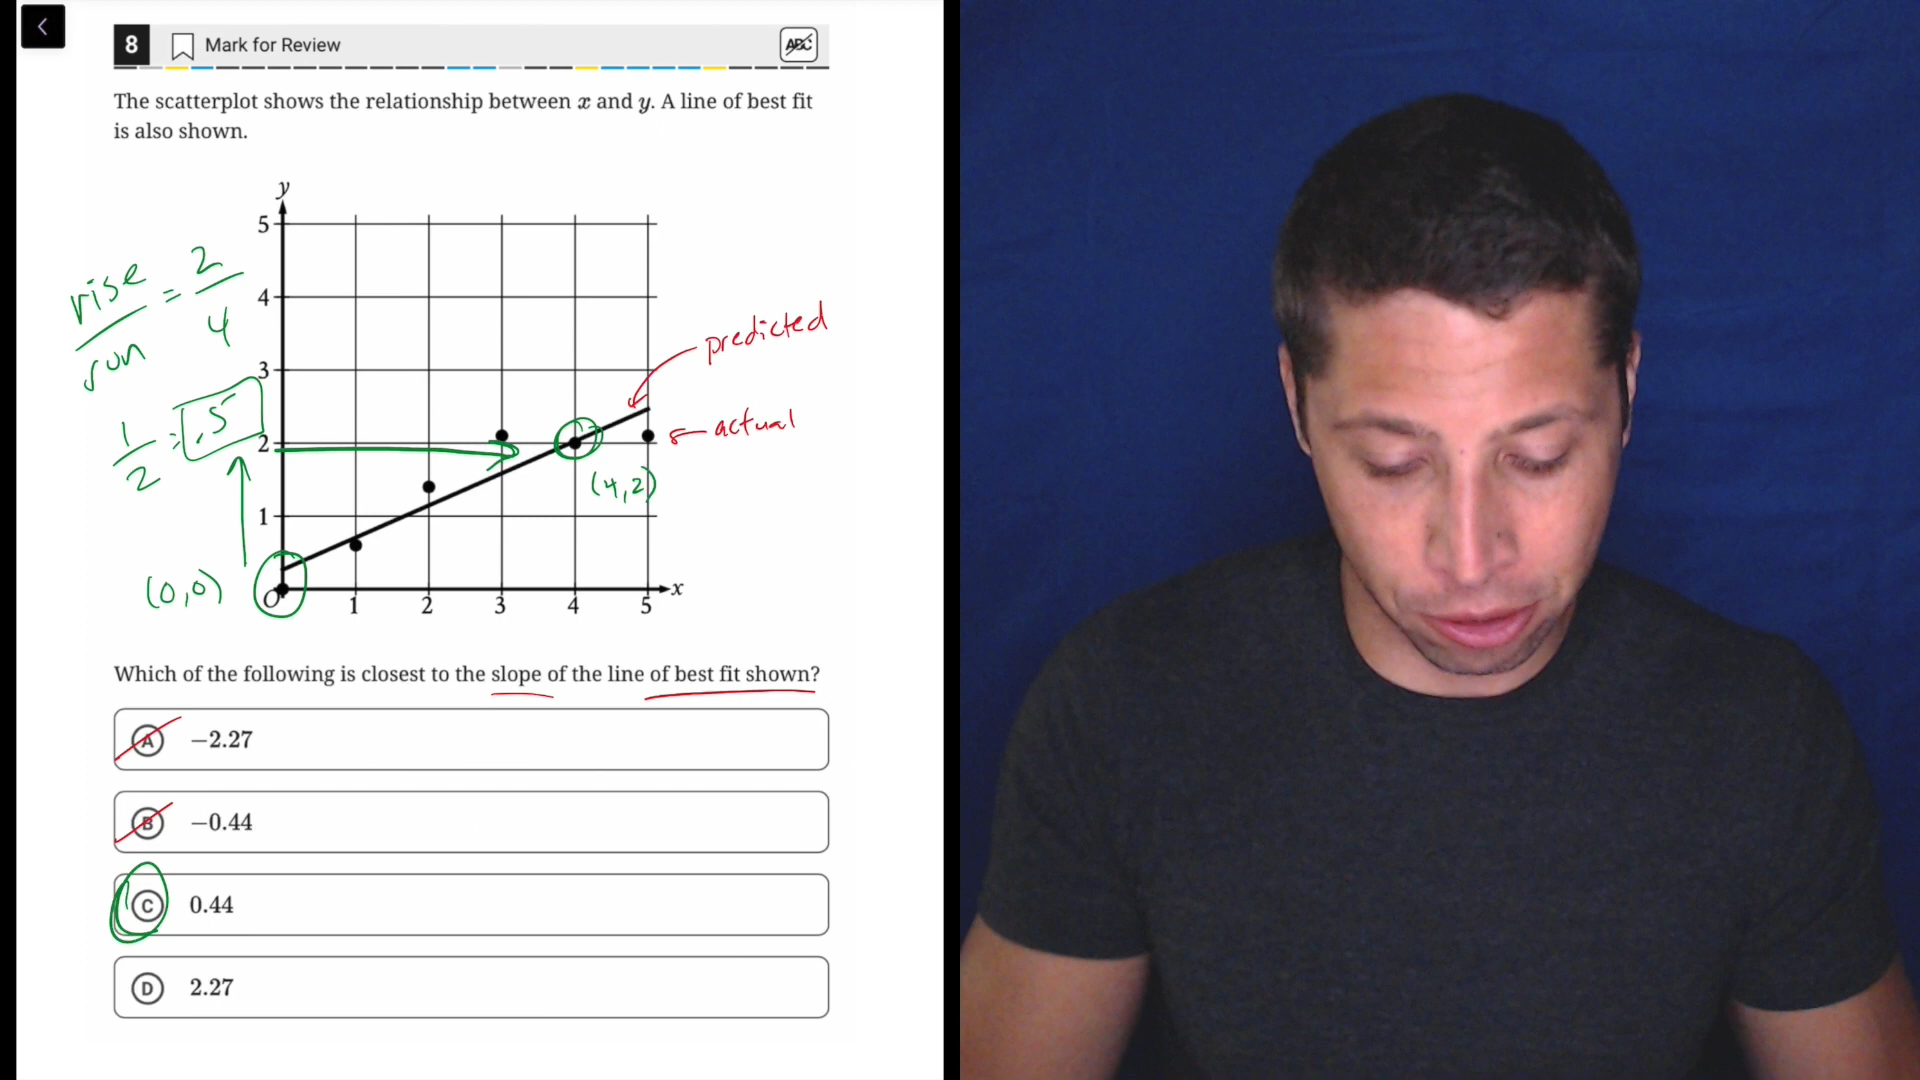 8 Mark for Review ABC
The scatterplot shows the relationship between x and y. A line of best fit
is also shown.
y
5
4
3
2
1
O
1 2 3 4 5 x
rise/run = 2/4
1/2 = .5
predicted
actual
(4,2)
(0,0)
Which of the following is closest to the slope of the line of best fit shown?
A −2.27
B −0.44
C 0.44
D 2.27